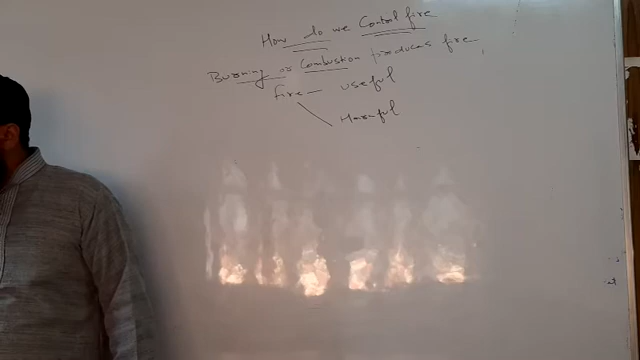 How do we Control fire
Burning or Combustion produces fire
fire — useful
Harmful